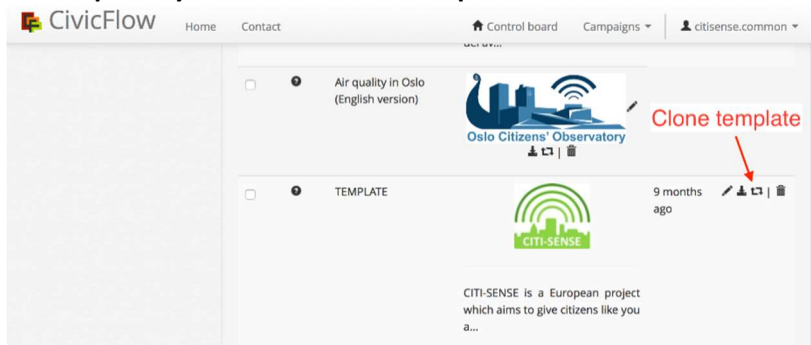 CivicFlow Home Contact Control board Campaigns citisense.common
Air quality in Oslo
(English version)
Oslo Citizens' Observatory
Clone template
TEMPLATE
9 months
ago
CITI-SENSE
CITI-SENSE is a European project
which aims to give citizens like you
a...